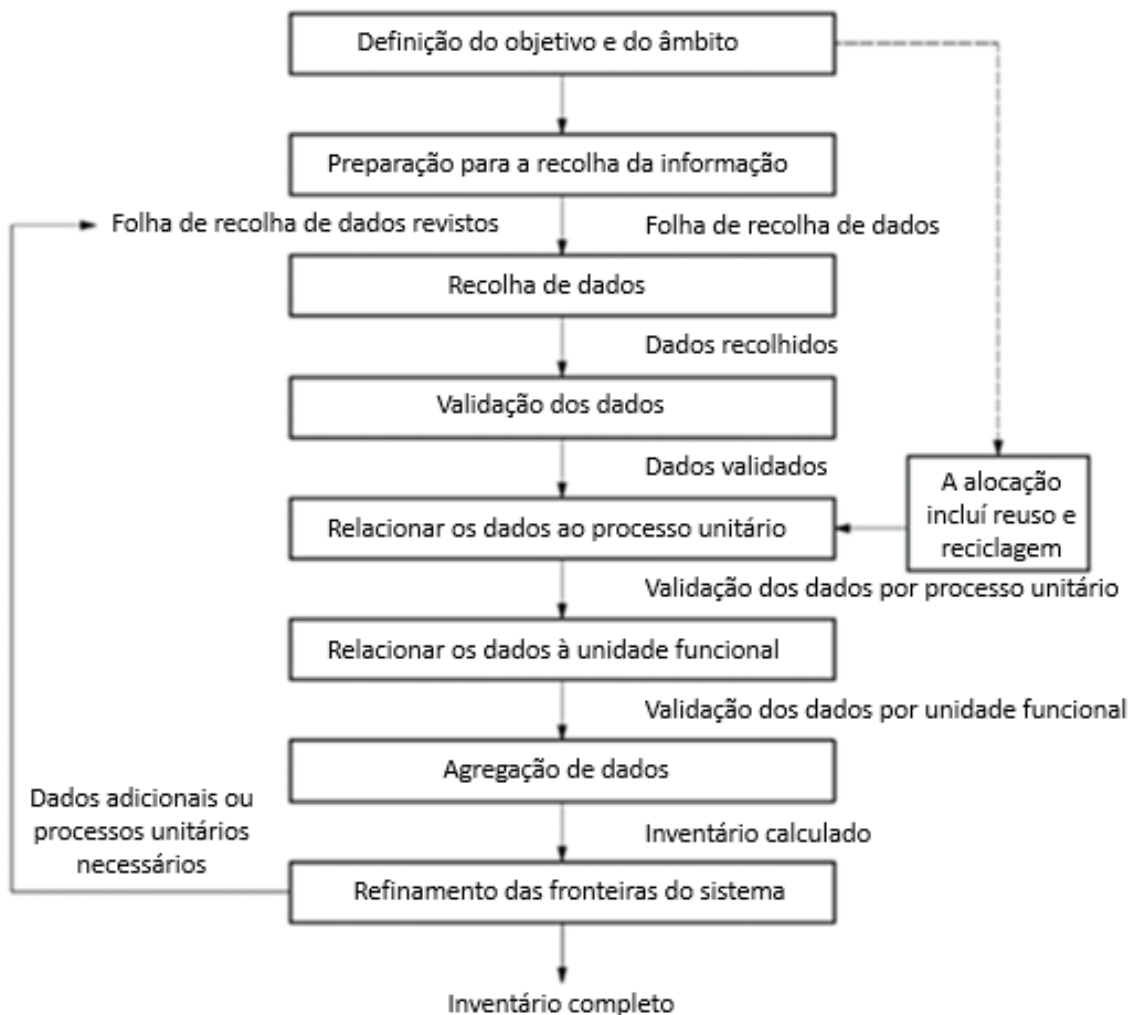 Definição do objetivo e do âmbito
Preparação para a recolha da informação
Folha de recolha de dados revistos
Folha de recolha de dados
Recolha de dados
Dados recolhidos
Validação dos dados
Dados validados
A alocação
incluí reuso e
reciclagem
Relacionar os dados ao processo unitário
Validação dos dados por processo unitário
Relacionar os dados à unidade funcional
Validação dos dados por unidade funcional
Agregação de dados
Dados adicionais ou
processos unitários
necessários
Inventário calculado
Refinamento das fronteiras do sistema
Inventário completo